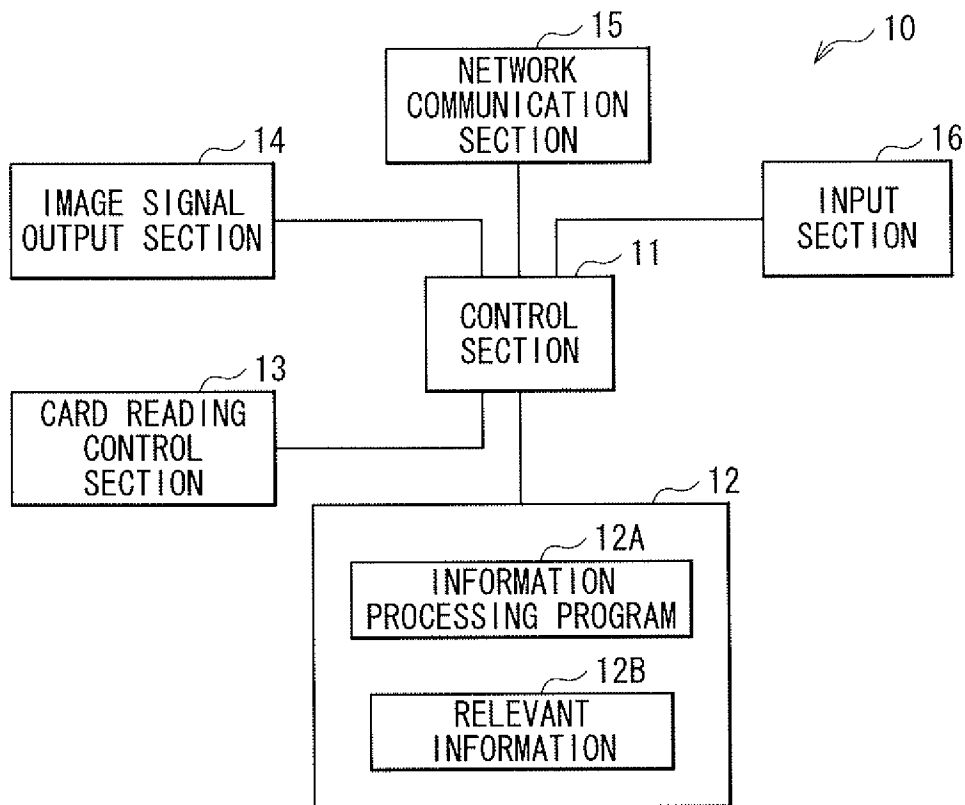 10
15
NETWORK
COMMUNICATION
SECTION
14
IMAGE SIGNAL
OUTPUT SECTION
16
INPUT
SECTION
11
CONTROL
SECTION
13
CARD READING
CONTROL
SECTION
12
12A
INFORMATION
PROCESSING PROGRAM
12B
RELEVANT
INFORMATION